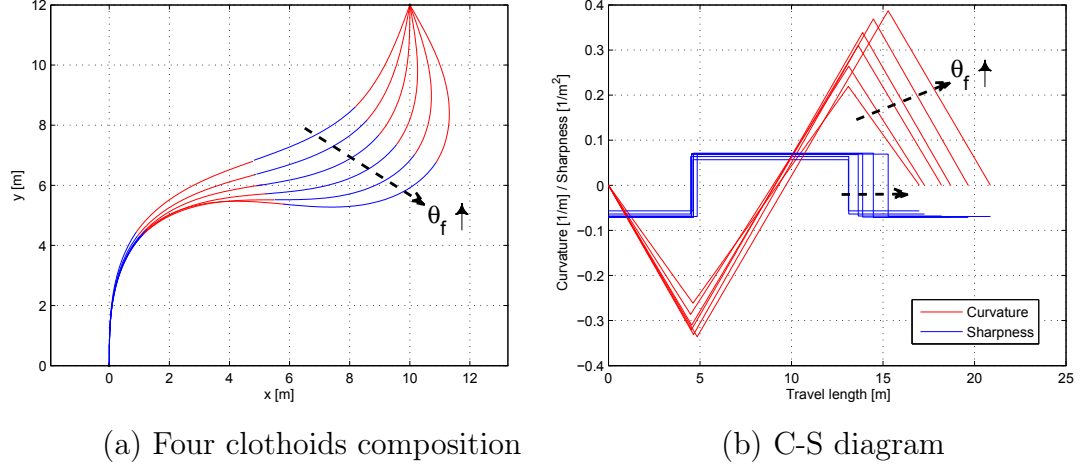 12
10
8
6
4
2
0
y [m]
0 2 4 6 8 10 12
x [m]
θf ↑
(a) Four clothoids composition
0.4
0.3
0.2
0.1
0
−0.1
−0.2
−0.3
−0.4
Curvature [1/m] / Sharpness [1/m²]
0 5 10 15 20 25
Travel length [m]
θf ↑
Curvature
Sharpness
(b) C-S diagram